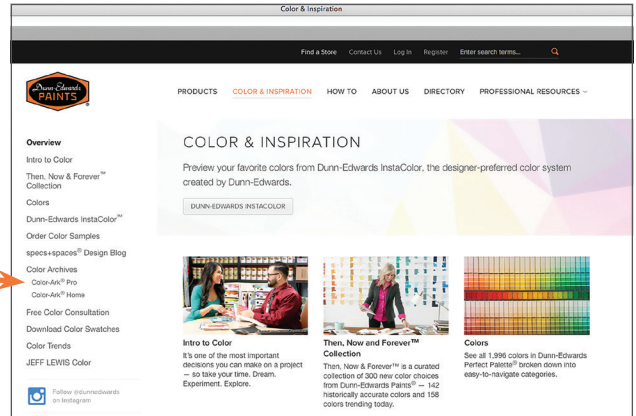 Color & Inspiration
Find a Store Contact Us Log In Register Enter search terms...
Dunn-Edwards
PAINTS®
PRODUCTS COLOR & INSPIRATION HOW TO ABOUT US DIRECTORY PROFESSIONAL RESOURCES
Overview
Intro to Color
Then, Now & Forever™
Collection
Colors
Dunn-Edwards InstaColor™
Order Color Samples
specs+spaces® Design Blog
Color Archives
Color-Ark® Pro
Color-Ark® Home
Free Color Consultation
Download Color Swatches
Color Trends
JEFF LEWIS Color
Follow @dunnedwards
on Instagram
COLOR & INSPIRATION
Preview your favorite colors from Dunn-Edwards InstaColor, the designer-preferred color system
created by Dunn-Edwards.
DUNN-EDWARDS INSTACOLOR
Intro to Color
It's one of the most important
decisions you can make on a project
— so take your time. Dream.
Experiment. Explore.
Then, Now and Forever™
Collection
Then, Now & Forever™ is a curated
collection of 300 new color choices
from Dunn-Edwards Paints® — 142
historically accurate colors and 158
colors trending today.
Colors
See all 1,996 colors in Dunn-Edwards
Perfect Palette® broken down into
easy-to-navigate categories.